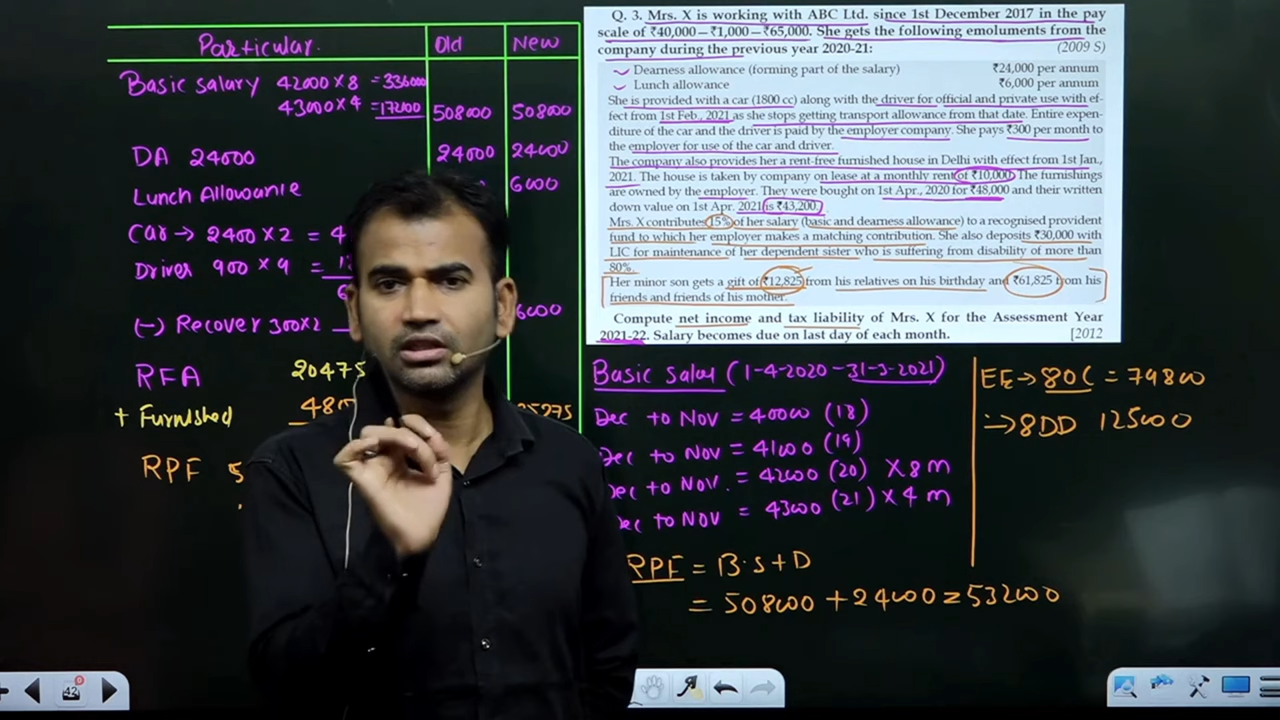 Particular. Old New
Basic salary 42000 X 8 = 336000
43000 X 4 = 172000 508000 508000
DA 24000 24000 24000
Lunch Allowance 6000
Car → 2400 X 2 = 4
Driver 900 X
(-) Recover 300 X 2 6000
RFA 20475
+ Furnished 480 25275
RPF 5
Q. 3. Mrs. X is working with ABC Ltd. since 1st December 2017 in the pay
scale of ₹40,000 – ₹1,000 – ₹65,000. She gets the following emoluments from the
company during the previous year 2020-21: (2009 S)
Dearness allowance (forming part of the salary) ₹24,000 per annum
Lunch allowance ₹6,000 per annum
She is provided with a car (1800 cc) along with the driver for official and private use with ef-
fect from 1st Feb., 2021 as she stops getting transport allowance from that date. Entire expen-
diture of the car and the driver is paid by the employer company. She pays ₹300 per month to
the employer for use of the car and driver.
The company also provides her a rent-free furnished house in Delhi with effect from 1st Jan.,
2021. The house is taken by company on lease at a monthly rent of ₹10,000. The furnishings
are owned by the employer. They were bought on 1st Apr., 2020 for ₹48,000 and their written
down value on 1st Apr. 2021 is ₹43,200.
Mrs. X contributes 15% of her salary (basic and dearness allowance) to a recognised provident
fund to which her employer makes a matching contribution. She also deposits ₹30,000 with
LIC for maintenance of her dependent sister who is suffering from disability of more than
80%.
Her minor son gets a gift of ₹12,825 from his relatives on his birthday and ₹61,825 from his
friends and friends of his mother.
Compute net income and tax liability of Mrs. X for the Assessment Year
2021-22. Salary becomes due on last day of each month. [2012
Basic Salary (1-4-2020 - 31-3-2021)
Dec to Nov = 40000 (18)
Dec to Nov = 41000 (19)
Dec to Nov. = 42000 (20) X 8 m
Dec to Nov = 43000 (21) X 4 m
RPF = B.S + D
= 508000 + 24000 = 532000
EE → 80C = 79800
→ 8DD 125000
42